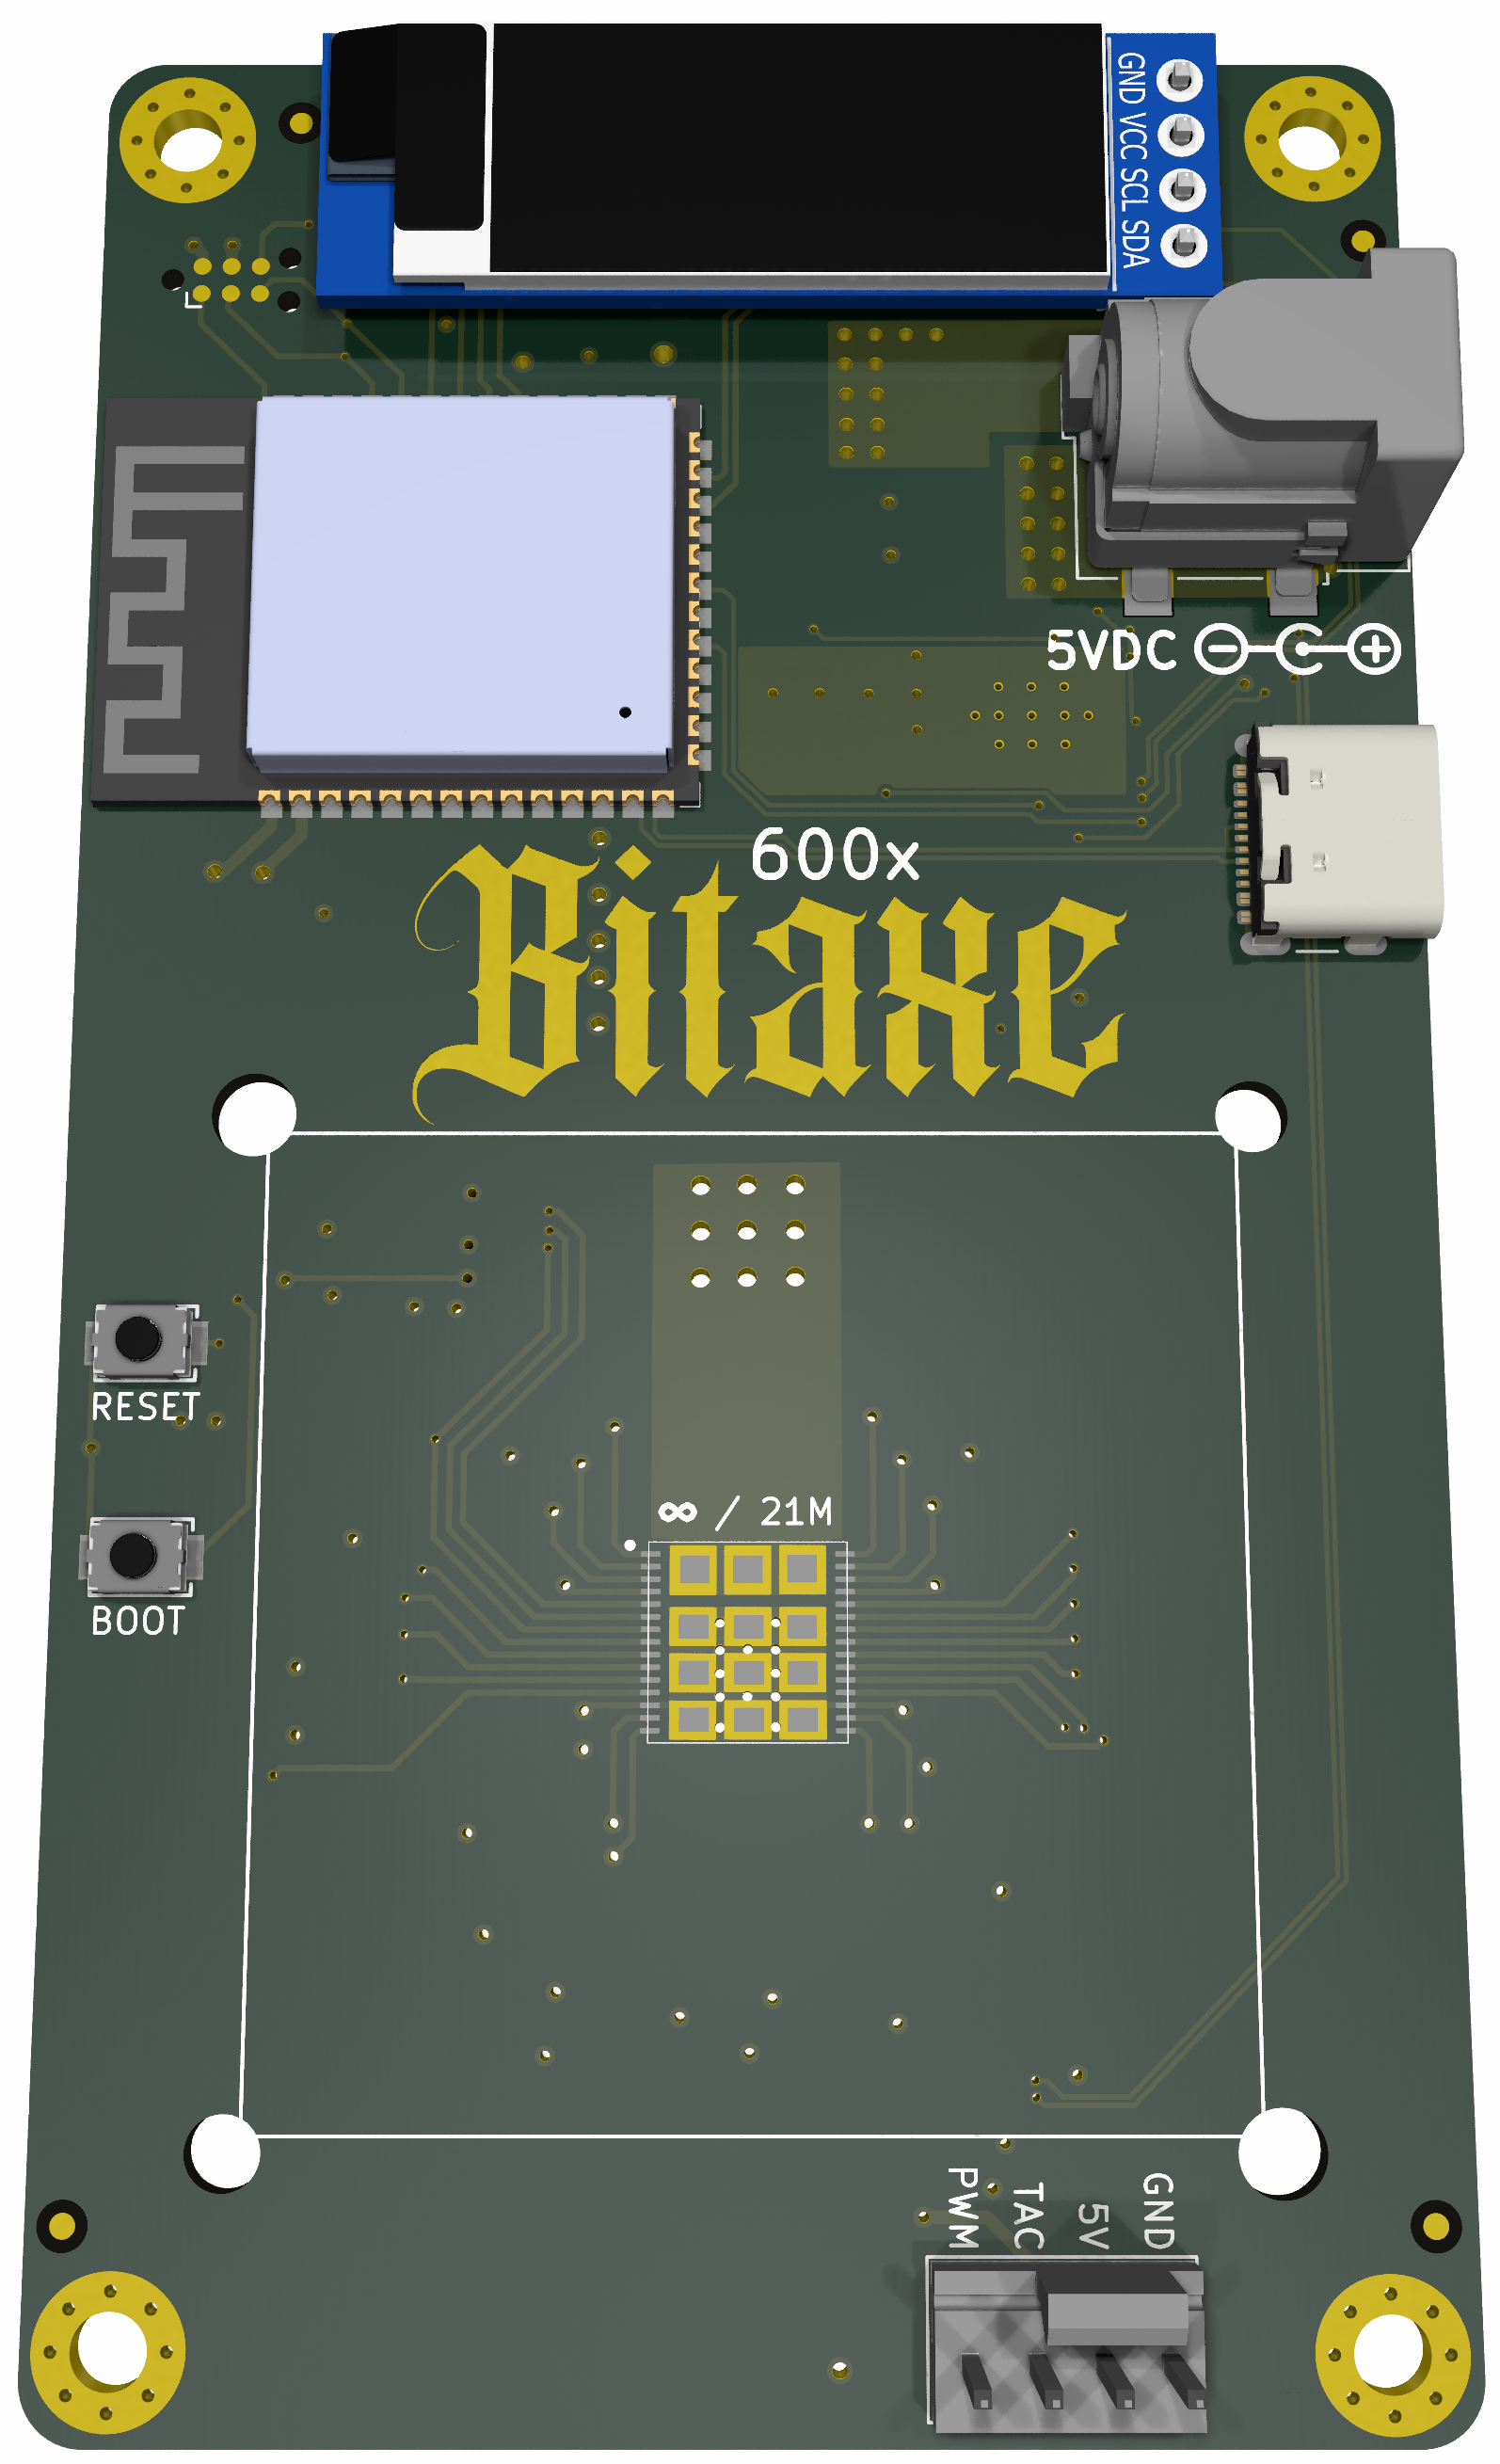 GND VCC SCL SDA
5VDC
600x
Bitaxe
RESET
∞ / 21M
BOOT
PWM
TAC
5V
GND